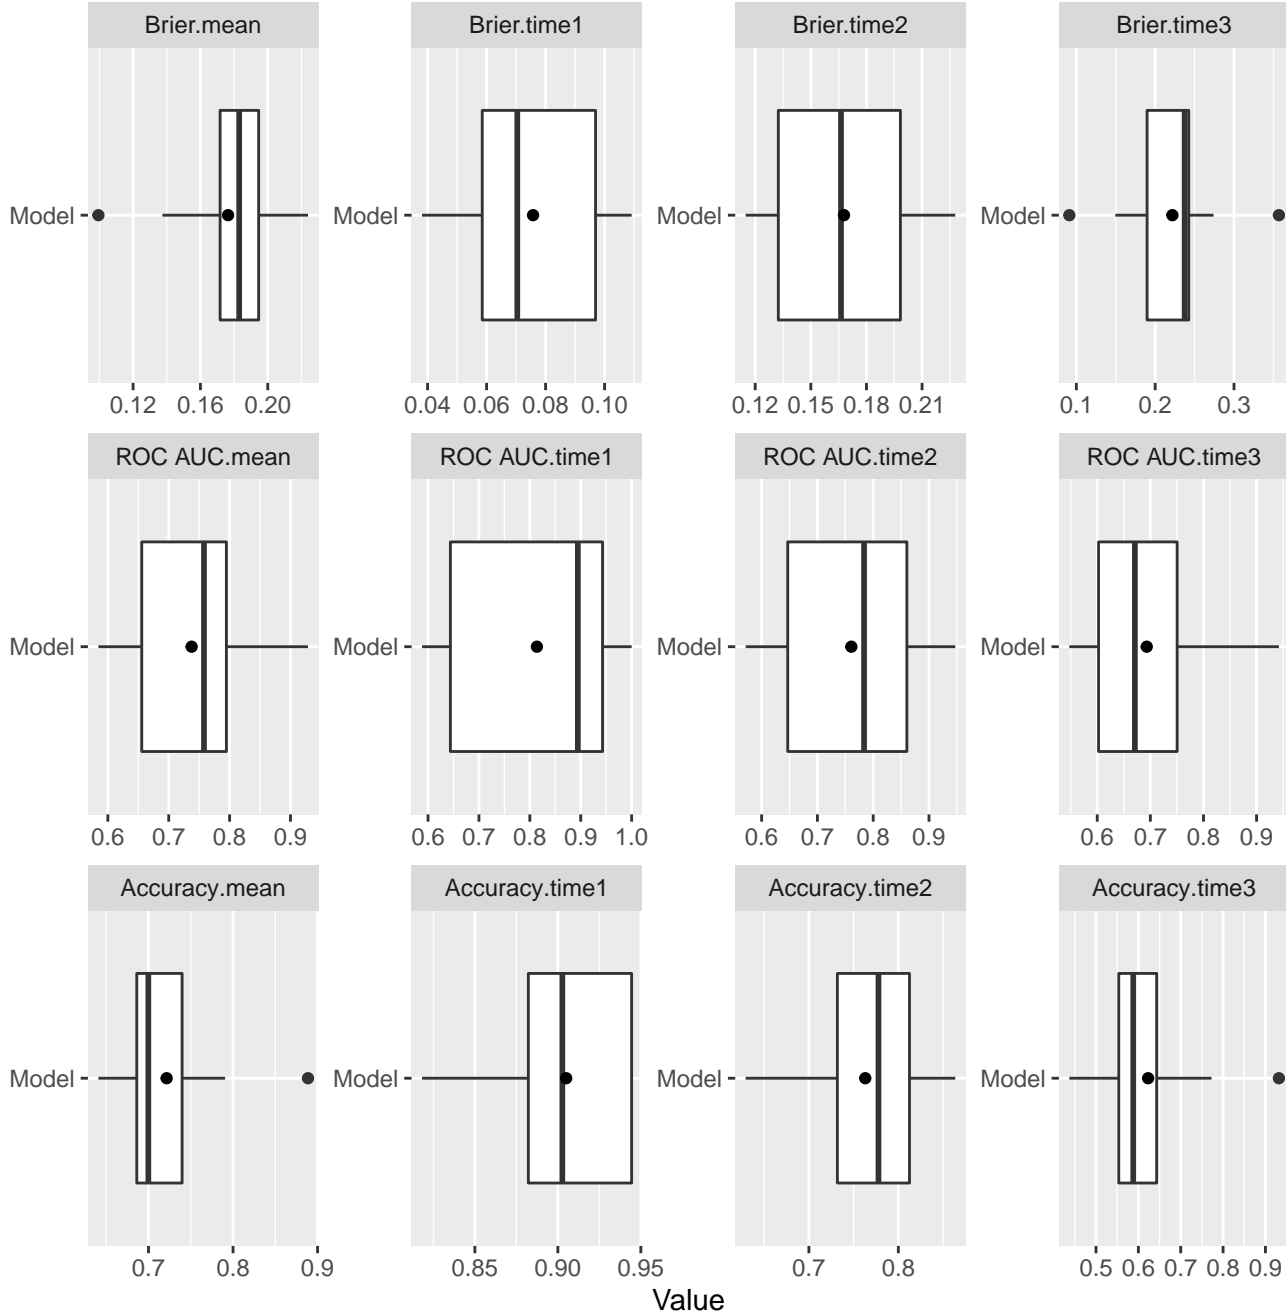 Brier.mean Brier.time1 Brier.time2 Brier.time3
Model Model Model Model
0.12 0.16 0.20 0.04 0.06 0.08 0.10 0.12 0.15 0.18 0.21 0.1 0.2 0.3
ROC AUC.mean ROC AUC.time1 ROC AUC.time2 ROC AUC.time3
Model Model Model Model
0.6 0.7 0.8 0.9 0.6 0.7 0.8 0.9 1.0 0.6 0.7 0.8 0.9 0.6 0.7 0.8 0.9
Accuracy.mean Accuracy.time1 Accuracy.time2 Accuracy.time3
Model Model Model Model
0.7 0.8 0.9 0.85 0.90 0.95 0.7 0.8 0.5 0.6 0.7 0.8 0.9
Value